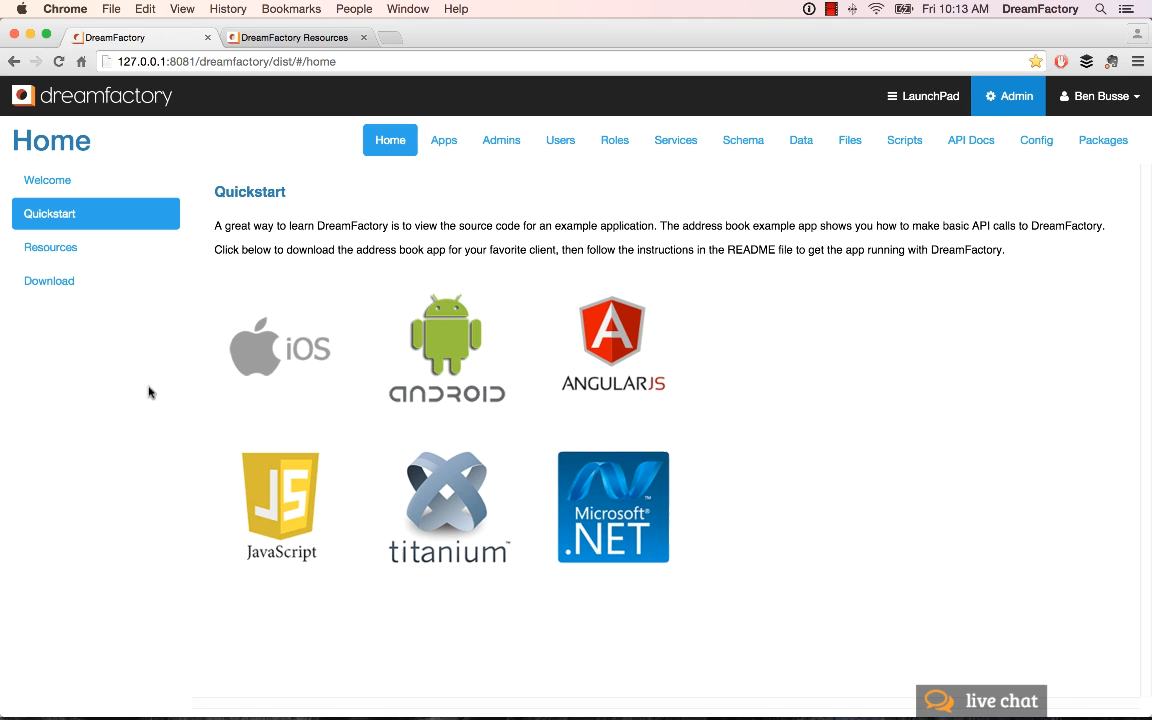 Chrome File Edit View History Bookmarks People Window Help Fri 10:13 AM DreamFactory
DreamFactory DreamFactory Resources
127.0.0.1:8081/dreamfactory/dist/#/home
dreamfactory LaunchPad Admin Ben Busse
Home Home Apps Admins Users Roles Services Schema Data Files Scripts API Docs Config Packages
Welcome
Quickstart
Resources
Download
Quickstart
A great way to learn DreamFactory is to view the source code for an example application. The address book example app shows you how to make basic API calls to DreamFactory.
Click below to download the address book app for your favorite client, then follow the instructions in the README file to get the app running with DreamFactory.
iOS
android
A
ANGULARJS
JS
JavaScript
titanium™
Microsoft®
.NET™
live chat